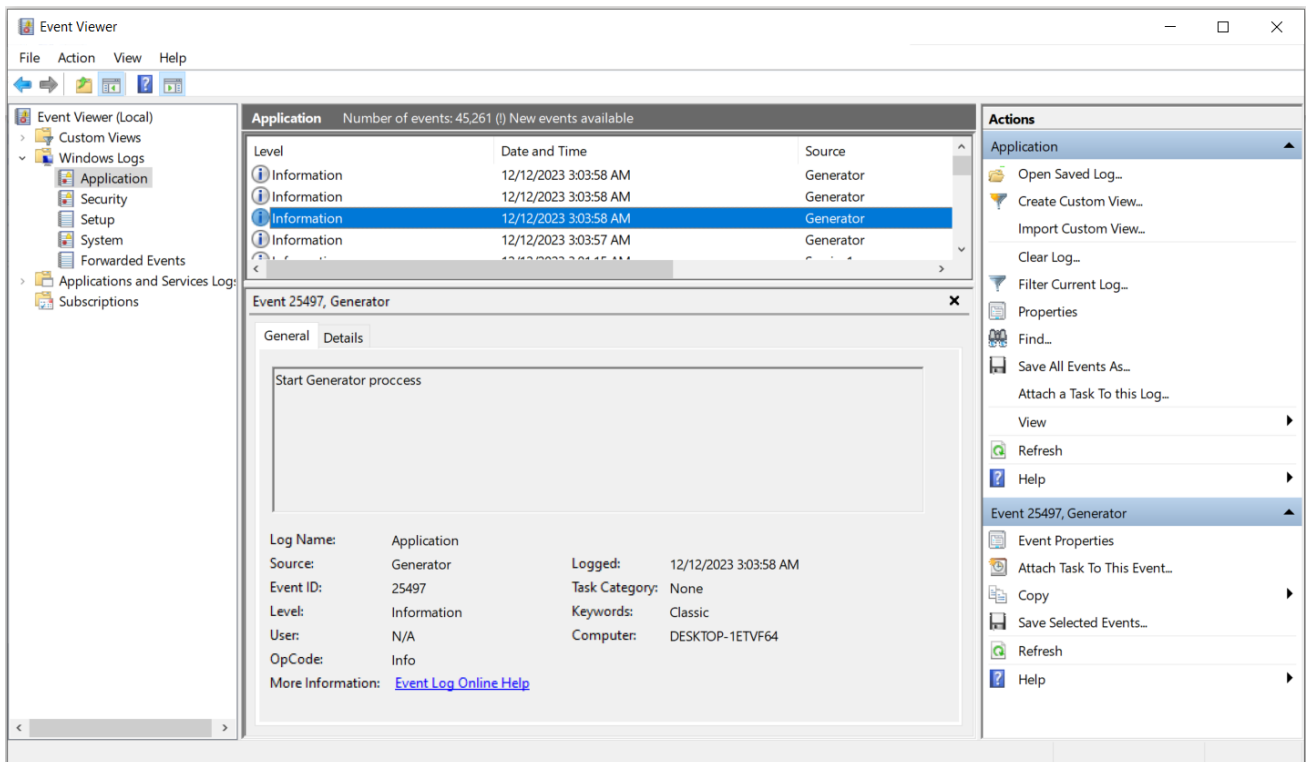 Event Viewer
File Action View Help
Event Viewer (Local)
Custom Views
Windows Logs
Application
Security
Setup
System
Forwarded Events
Applications and Services Log
Subscriptions
Application Number of events: 45,261 (!) New events available
Level Date and Time Source
Information 12/12/2023 3:03:58 AM Generator
Information 12/12/2023 3:03:58 AM Generator
Information 12/12/2023 3:03:58 AM Generator
Information 12/12/2023 3:03:57 AM Generator
Event 25497, Generator
General Details
Start Generator proccess
Log Name: Application
Source: Generator Logged: 12/12/2023 3:03:58 AM
Event ID: 25497 Task Category: None
Level: Information Keywords: Classic
User: N/A Computer: DESKTOP-1ETVF64
OpCode: Info
More Information: Event Log Online Help
Actions
Application
Open Saved Log...
Create Custom View...
Import Custom View...
Clear Log...
Filter Current Log...
Properties
Find...
Save All Events As...
Attach a Task To this Log...
View
Refresh
Help
Event 25497, Generator
Event Properties
Attach Task To This Event...
Copy
Save Selected Events...
Refresh
Help